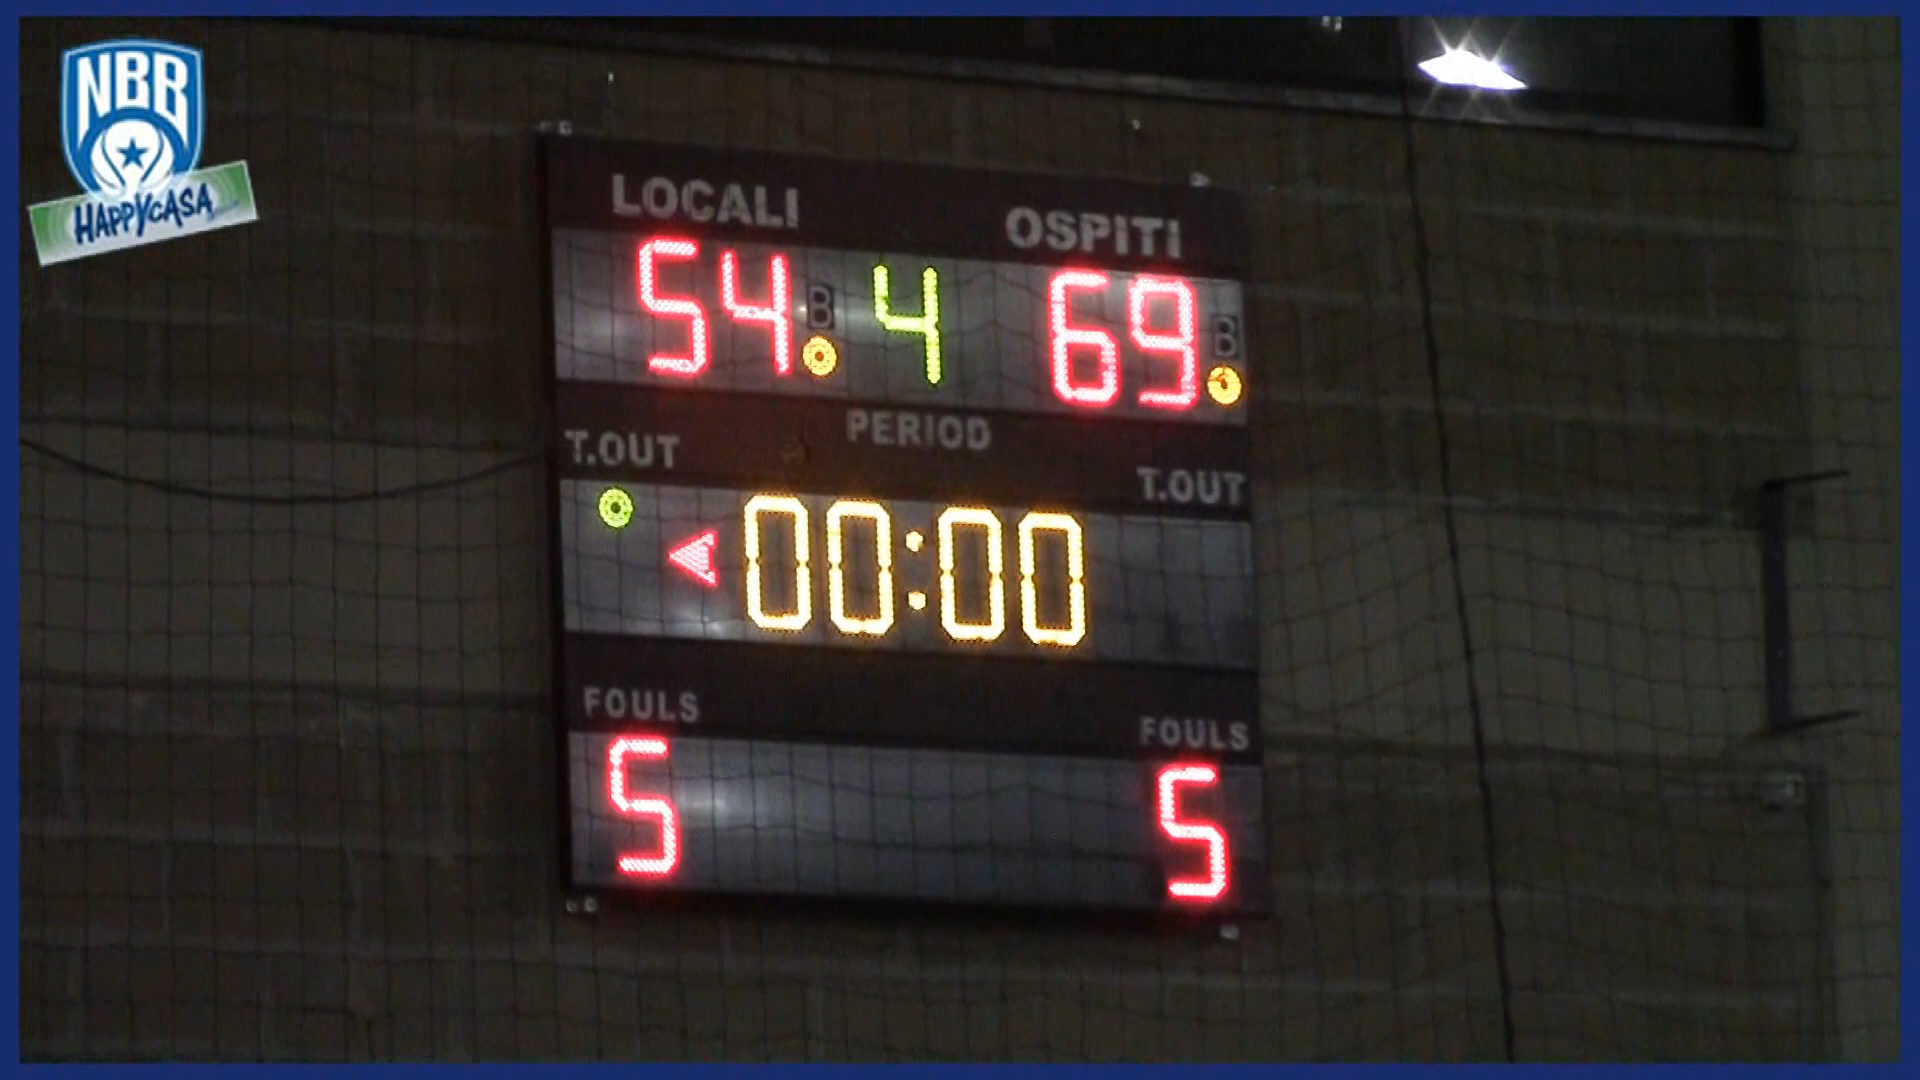 NBB
HAPPYCASA
LOCALI
OSPITI
54 B 4 69 B
PERIOD
T.OUT
T.OUT
00:00
FOULS
FOULS
5
5